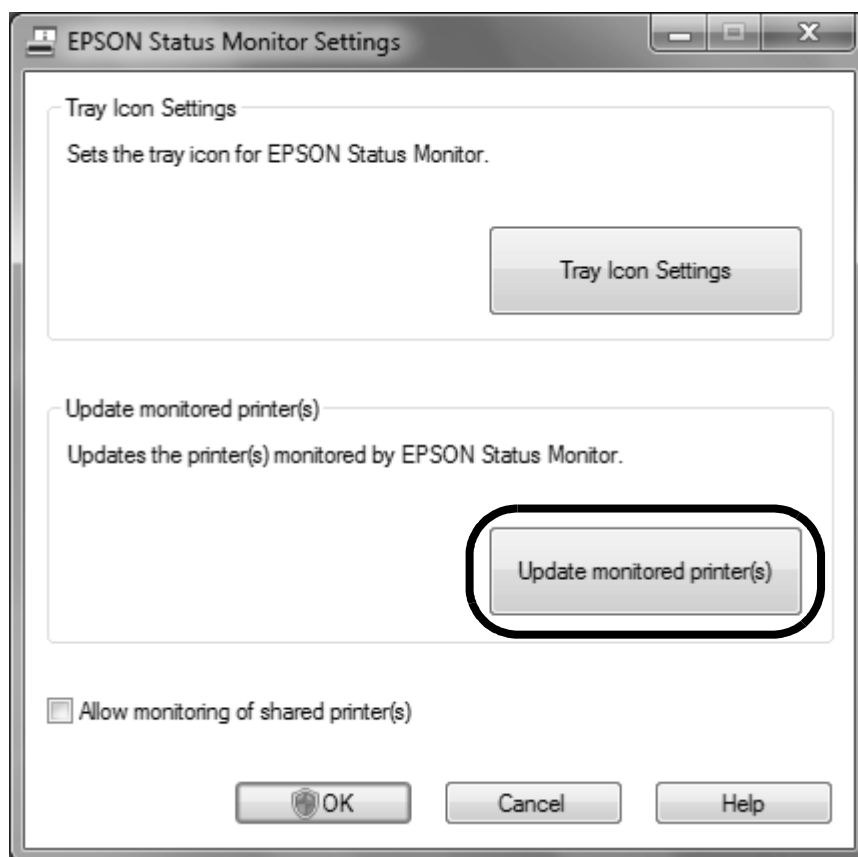 EPSON Status Monitor Settings
Tray Icon Settings
Sets the tray icon for EPSON Status Monitor.
Tray Icon Settings
Update monitored printer(s)
Updates the printer(s) monitored by EPSON Status Monitor.
Update monitored printer(s)
Allow monitoring of shared printer(s)
OK Cancel Help